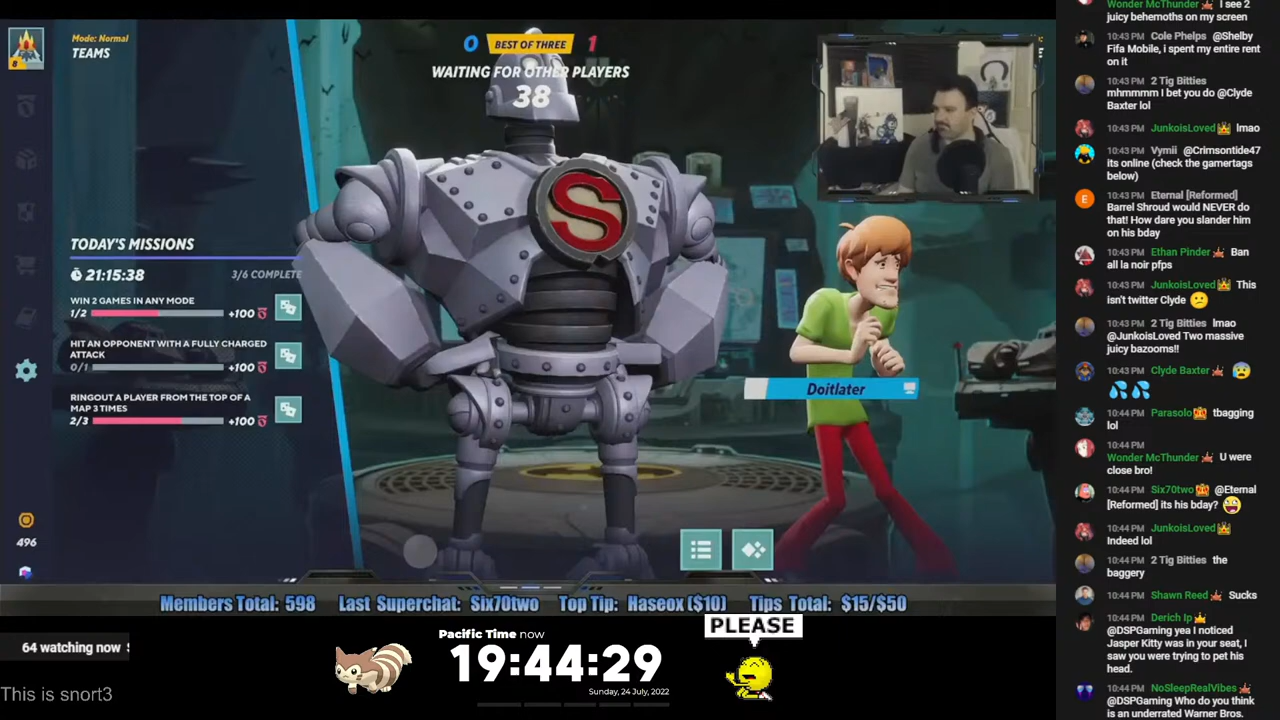 Mode: Normal
TEAMS
8
0 BEST OF THREE 1
WAITING FOR OTHER PLAYERS
38
S
TODAY'S MISSIONS
21:15:38 3/6 COMPLETE
WIN 2 GAMES IN ANY MODE
1/2 +100
HIT AN OPPONENT WITH A FULLY CHARGED
ATTACK
0/1 +100
RINGOUT A PLAYER FROM THE TOP OF A
MAP 3 TIMES
2/3 +100
Doitlater
496
Members Total: 598 Last Superchat: Six70two Top Tip: Haseox ($10) Tips Total: $15/$50
64 watching now
This is snort3
Pacific Time now
19:44:29
Sunday, 24 July, 2022
PLEASE
Wonder McThunder I see 2
juicy behemoths on my screen
10:43 PM Cole Phelps @Shelby
Fifa Mobile, i spent my entire rent
on it
10:43 PM 2 Tig Bitties
mhmmmm I bet you do @Clyde
Baxter lol
10:43 PM JunkoisLoved lmao
10:43 PM Vymii @Crimsontide47
its online (check the gamertags
below)
10:43 PM Eternal [Reformed]
Barrel Shroud would NEVER do
that! How dare you slander him
on his bday
10:43 PM Ethan Pinder Ban
all la noir pfps
10:43 PM JunkoisLoved This
isn't twitter Clyde
10:43 PM 2 Tig Bitties lmao
@JunkoisLoved Two massive
juicy bazooms!!
10:43 PM Clyde Baxter
10:44 PM Parasolo tbagging
lol
10:44 PM
Wonder McThunder U were
close bro!
10:44 PM Six70two @Eternal
[Reformed] its his bday?
10:44 PM JunkoisLoved
Indeed lol
10:44 PM 2 Tig Bitties the
baggery
10:44 PM Shawn Reed Sucks
10:44 PM Derich Ip
@DSPGaming yea I noticed
Jasper Kitty was in your seat, I
saw you were trying to pet his
head.
10:44 PM NoSleepRealVibes
@DSPGaming Who do you think
is an underrated Warner Bros.